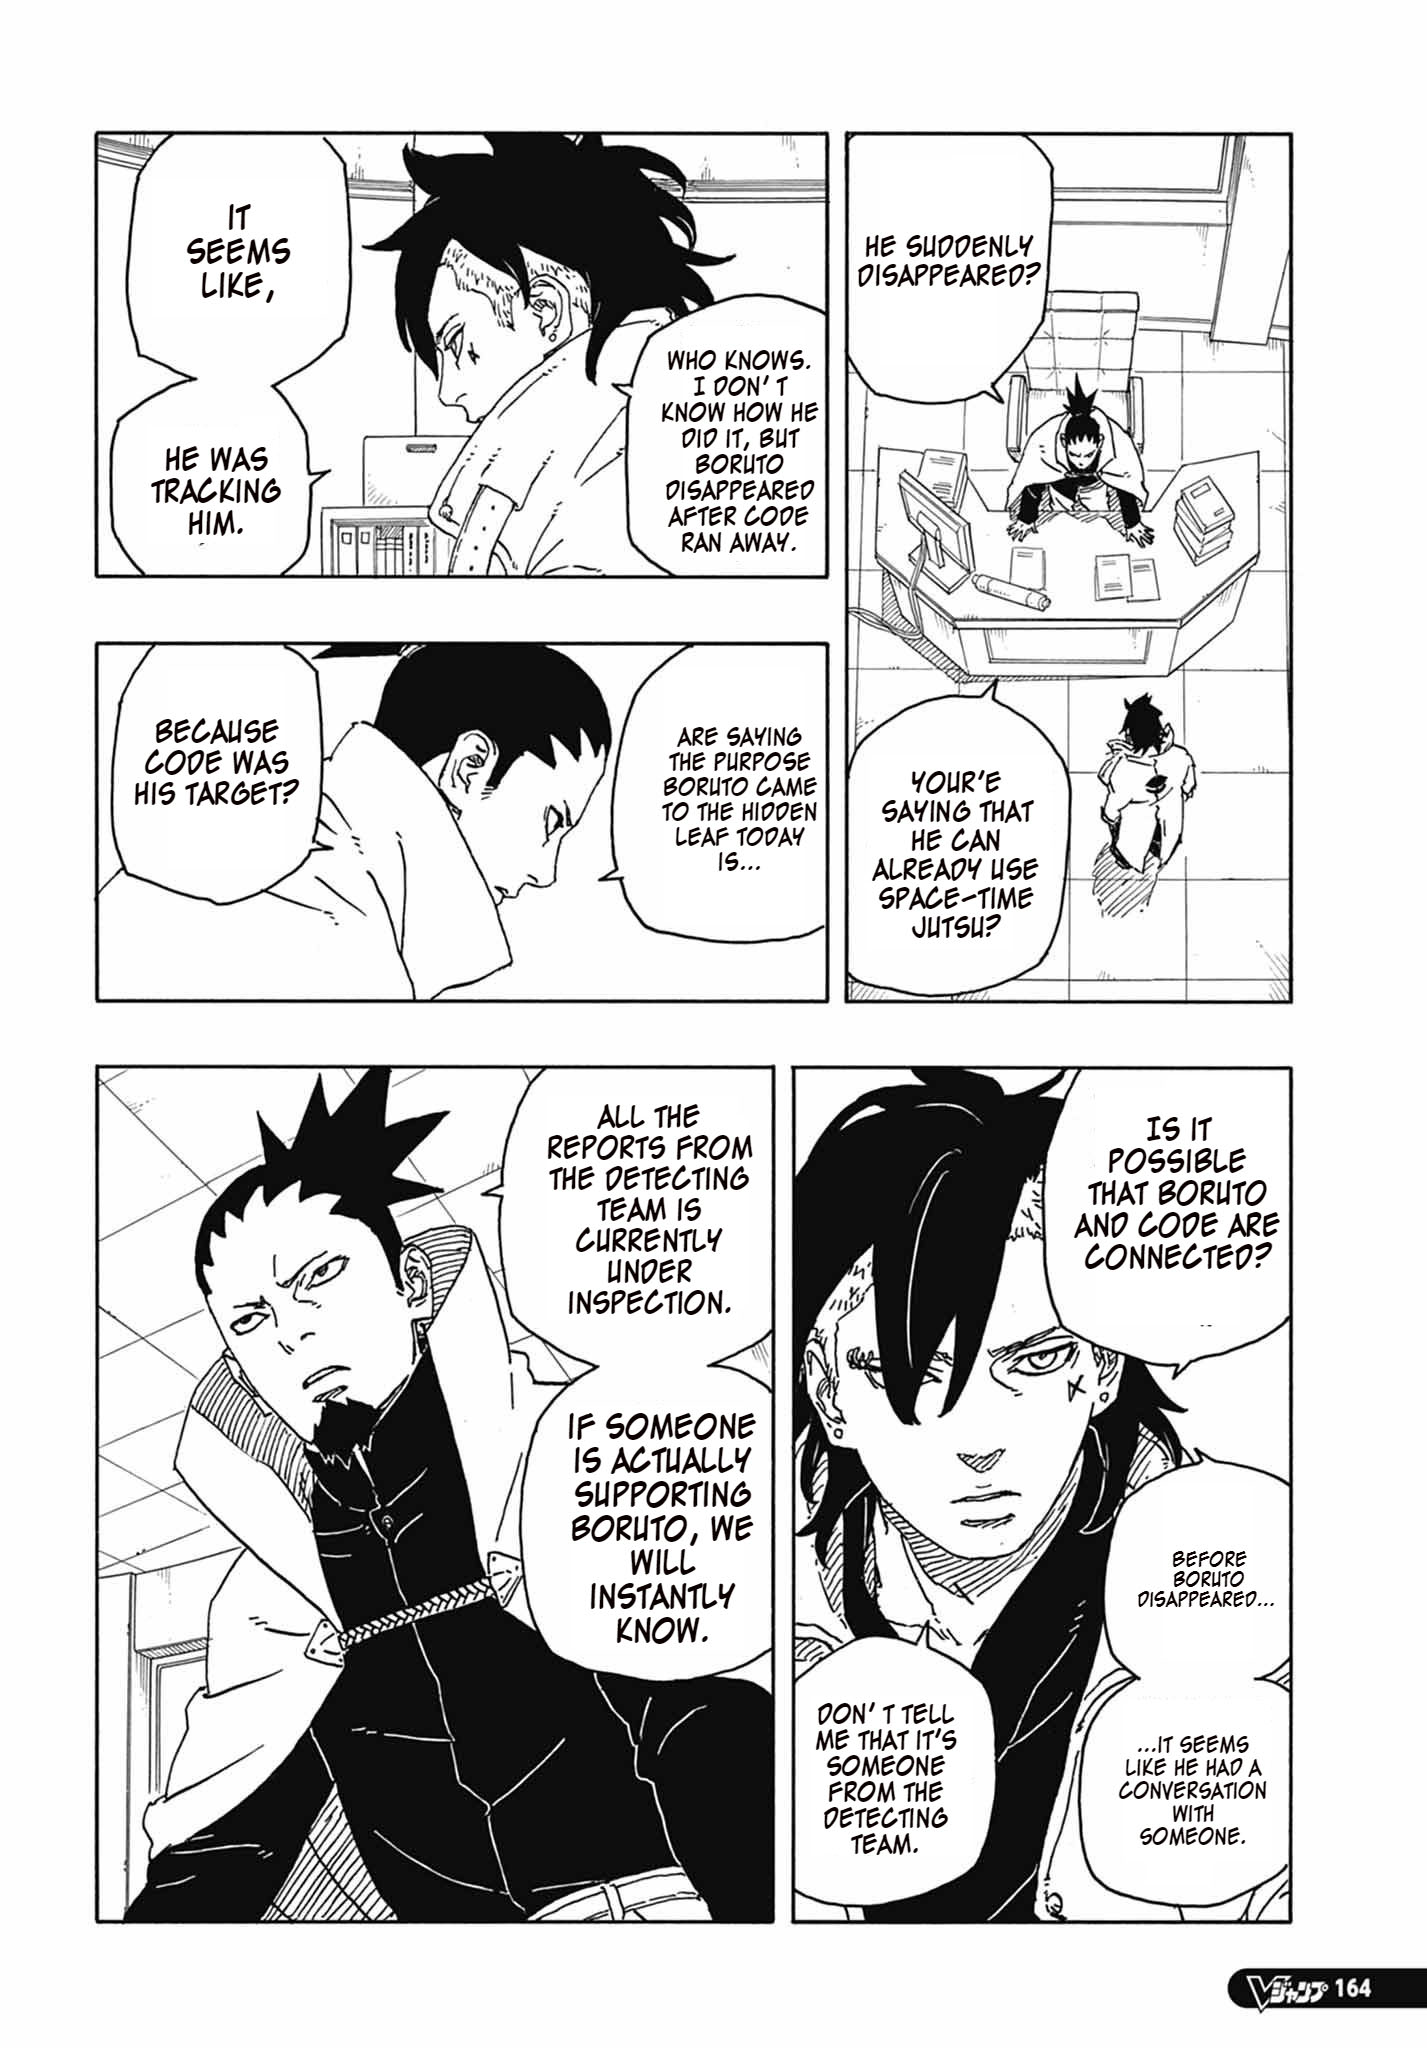 HE SUDDENLY
DISAPPEARED?
YOUR'E
SAYING THAT
HE CAN
ALREADY USE
SPACE-TIME
JUTSU?
WHO KNOWS.
I DON'T
KNOW HOW HE
DID IT, BUT
BORUTO
DISAPPEARED
AFTER CODE
RAN AWAY.
IT
SEEMS
LIKE,
HE WAS
TRACKING
HIM.
ARE SAYING
THE PURPOSE
BORUTO CAME
TO THE HIDDEN
LEAF TODAY
IS...
BECAUSE
CODE WAS
HIS TARGET?
IS IT
POSSIBLE
THAT BORUTO
AND CODE ARE
CONNECTED?
BEFORE
BORUTO
DISAPPEARED...
...IT SEEMS
LIKE HE HAD A
CONVERSATION
WITH
SOMEONE.
DON'T TELL
ME THAT IT'S
SOMEONE
FROM THE
DETECTING
TEAM.
ALL THE
REPORTS FROM
THE DETECTING
TEAM IS
CURRENTLY
UNDER
INSPECTION.
IF SOMEONE
IS ACTUALLY
SUPPORTING
BORUTO, WE
WILL
INSTANTLY
KNOW.
Vジャンプ 164